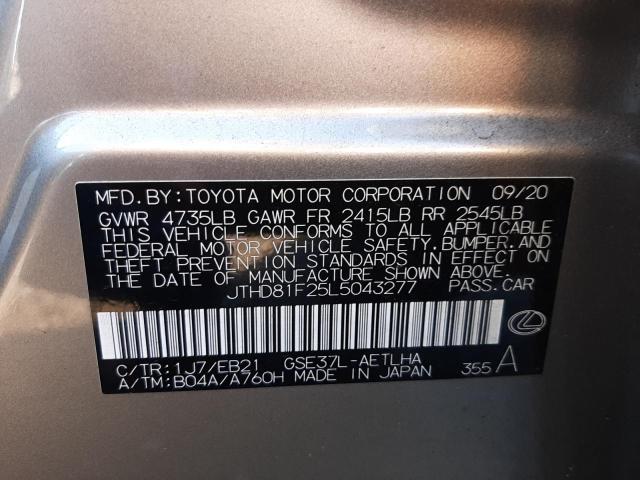 MFD.BY:TOYOTA MOTOR CORPORATION 09/20
GVWR 4735LB GAWR FR 2415LB RR 2545LB
THIS VEHICLE CONFORMS TO ALL APPLICABLE
FEDERAL MOTOR VEHICLE SAFETY, BUMPER, AND
THEFT PREVENTION STANDARDS IN EFFECT ON
THE DATE OF MANUFACTURE SHOWN ABOVE.
JTHD81F25L5043277 PASS.CAR
C/TR:1J7/EB21 GSE37L-AETLHA
A/TM:B04A/A760H MADE IN JAPAN 355 A